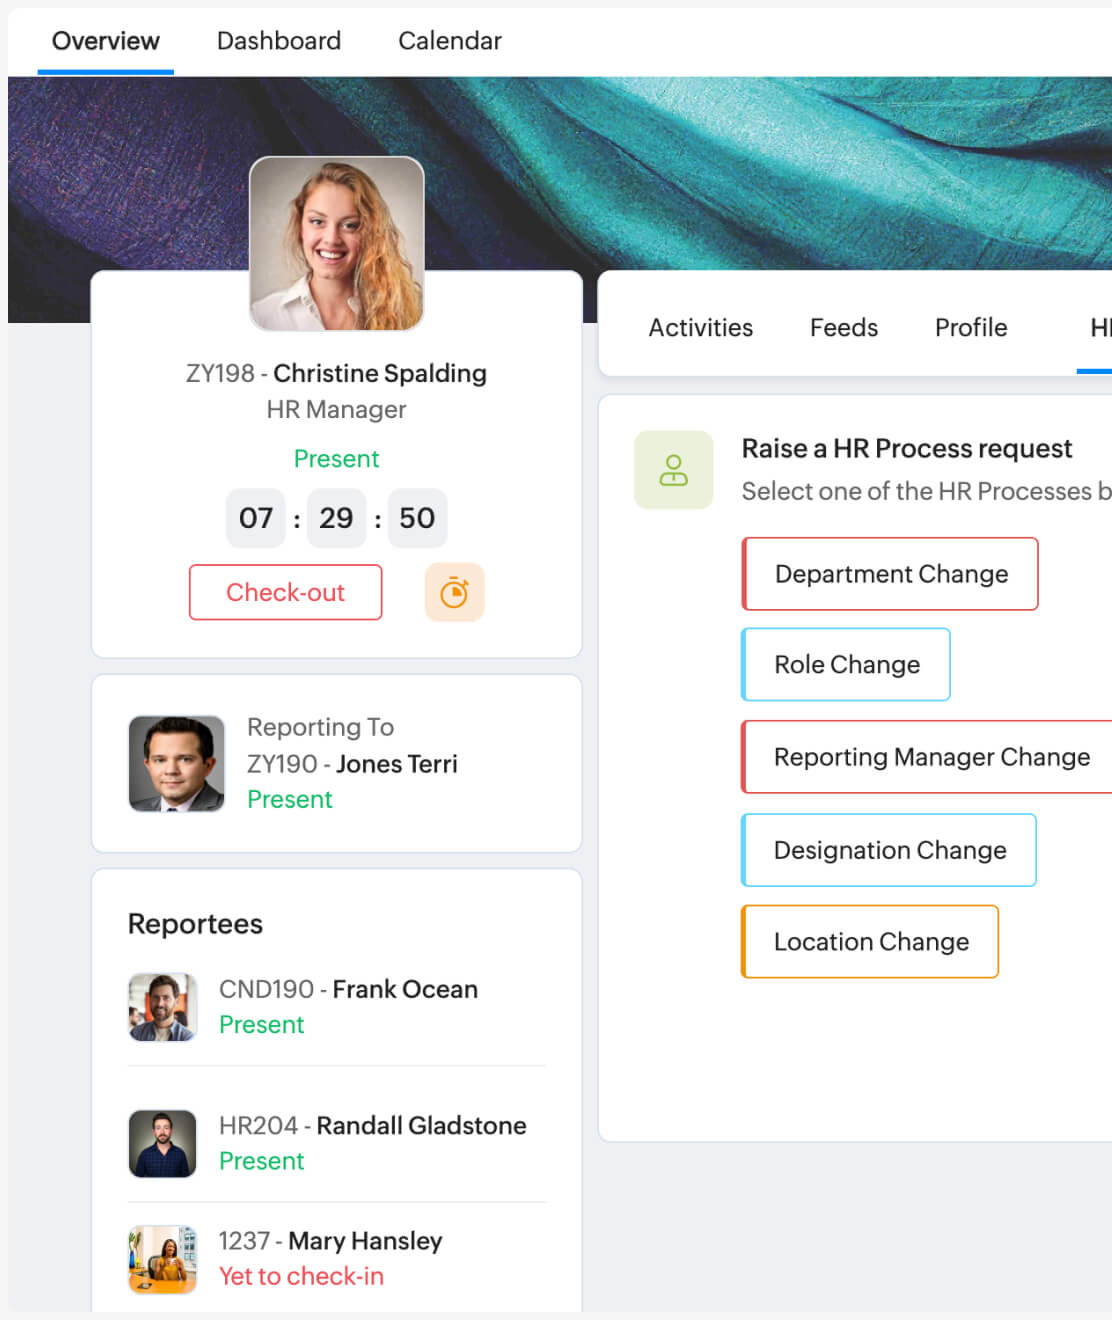 Overview Dashboard Calendar
ZY198 - Christine Spalding
HR Manager
Present
07 : 29 : 50
Check-out
Reporting To
ZY190 - Jones Terri
Present
Reportees
CND190 - Frank Ocean
Present
HR204 - Randall Gladstone
Present
1237 - Mary Hansley
Yet to check-in
Activities Feeds Profile
Raise a HR Process request
Select one of the HR Processes
Department Change
Role Change
Reporting Manager Change
Designation Change
Location Change